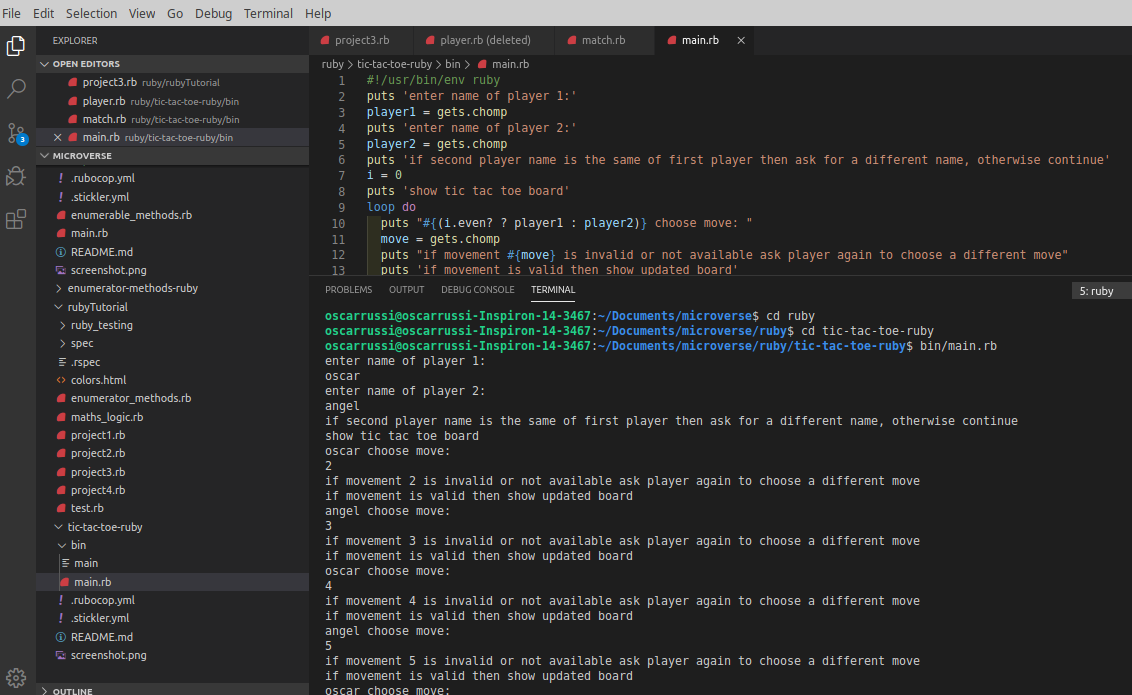 File Edit Selection View Go Debug Terminal Help
EXPLORER
OPEN EDITORS
project3.rb ruby/rubyTutorial
player.rb ruby/tic-tac-toe-ruby/bin
match.rb ruby/tic-tac-toe-ruby/bin
main.rb ruby/tic-tac-toe-ruby/bin
3
MICROVERSE
! .rubocop.yml
! .stickler.yml
enumerable_methods.rb
main.rb
README.md
screenshot.png
enumerator-methods-ruby
rubyTutorial
ruby_testing
spec
.rspec
colors.html
enumerator_methods.rb
maths_logic.rb
project1.rb
project2.rb
project3.rb
project4.rb
test.rb
tic-tac-toe-ruby
bin
main
main.rb
! .rubocop.yml
! .stickler.yml
README.md
screenshot.png
OUTLINE
project3.rb player.rb (deleted) match.rb main.rb
ruby > tic-tac-toe-ruby > bin > main.rb
1 #!/usr/bin/env ruby
2 puts 'enter name of player 1:'
3 player1 = gets.chomp
4 puts 'enter name of player 2:'
5 player2 = gets.chomp
6 puts 'if second player name is the same of first player then ask for a different name, otherwise continue'
7 i = 0
8 puts 'show tic tac toe board'
9 loop do
10 puts "#{(i.even? ? player1 : player2)} choose move: "
11 move = gets.chomp
12 puts "if movement #{move} is invalid or not available ask player again to choose a different move"
13 puts 'if movement is valid then show updated board'
PROBLEMS OUTPUT DEBUG CONSOLE TERMINAL 5: ruby
oscarrussi@oscarrussi-Inspiron-14-3467:~/Documents/microverse$ cd ruby
oscarrussi@oscarrussi-Inspiron-14-3467:~/Documents/microverse/ruby$ cd tic-tac-toe-ruby
oscarrussi@oscarrussi-Inspiron-14-3467:~/Documents/microverse/ruby/tic-tac-toe-ruby$ bin/main.rb
enter name of player 1:
oscar
enter name of player 2:
angel
if second player name is the same of first player then ask for a different name, otherwise continue
show tic tac toe board
oscar choose move:
2
if movement 2 is invalid or not available ask player again to choose a different move
if movement is valid then show updated board
angel choose move:
3
if movement 3 is invalid or not available ask player again to choose a different move
if movement is valid then show updated board
oscar choose move:
4
if movement 4 is invalid or not available ask player again to choose a different move
if movement is valid then show updated board
angel choose move:
5
if movement 5 is invalid or not available ask player again to choose a different move
if movement is valid then show updated board
oscar choose move: